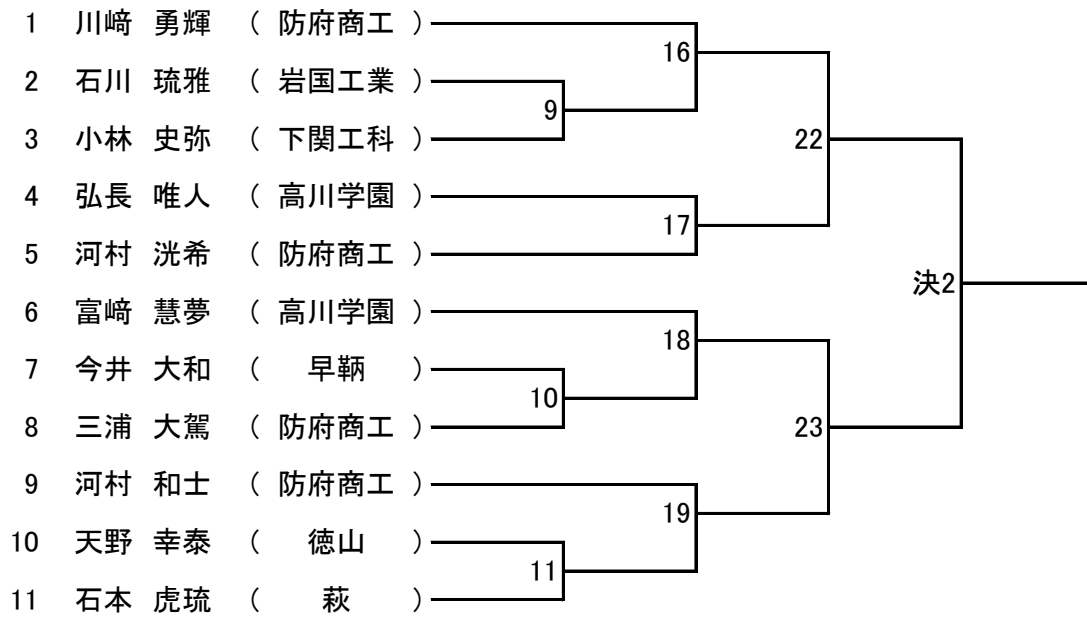 1 川﨑 勇輝 ( 防府商工 )
16
2 石川 琉雅 ( 岩国工業 )
9
3 小林 史弥 ( 下関工科 )
22
4 弘長 唯人 ( 高川学園 )
17
5 河村 洸希 ( 防府商工 )
決2
6 富﨑 慧夢 ( 高川学園 )
18
7 今井 大和 ( 早鞆 )
10
8 三浦 大駕 ( 防府商工 )
23
9 河村 和士 ( 防府商工 )
19
10 天野 幸泰 ( 徳山 )
11
11 石本 虎琉 ( 萩 )